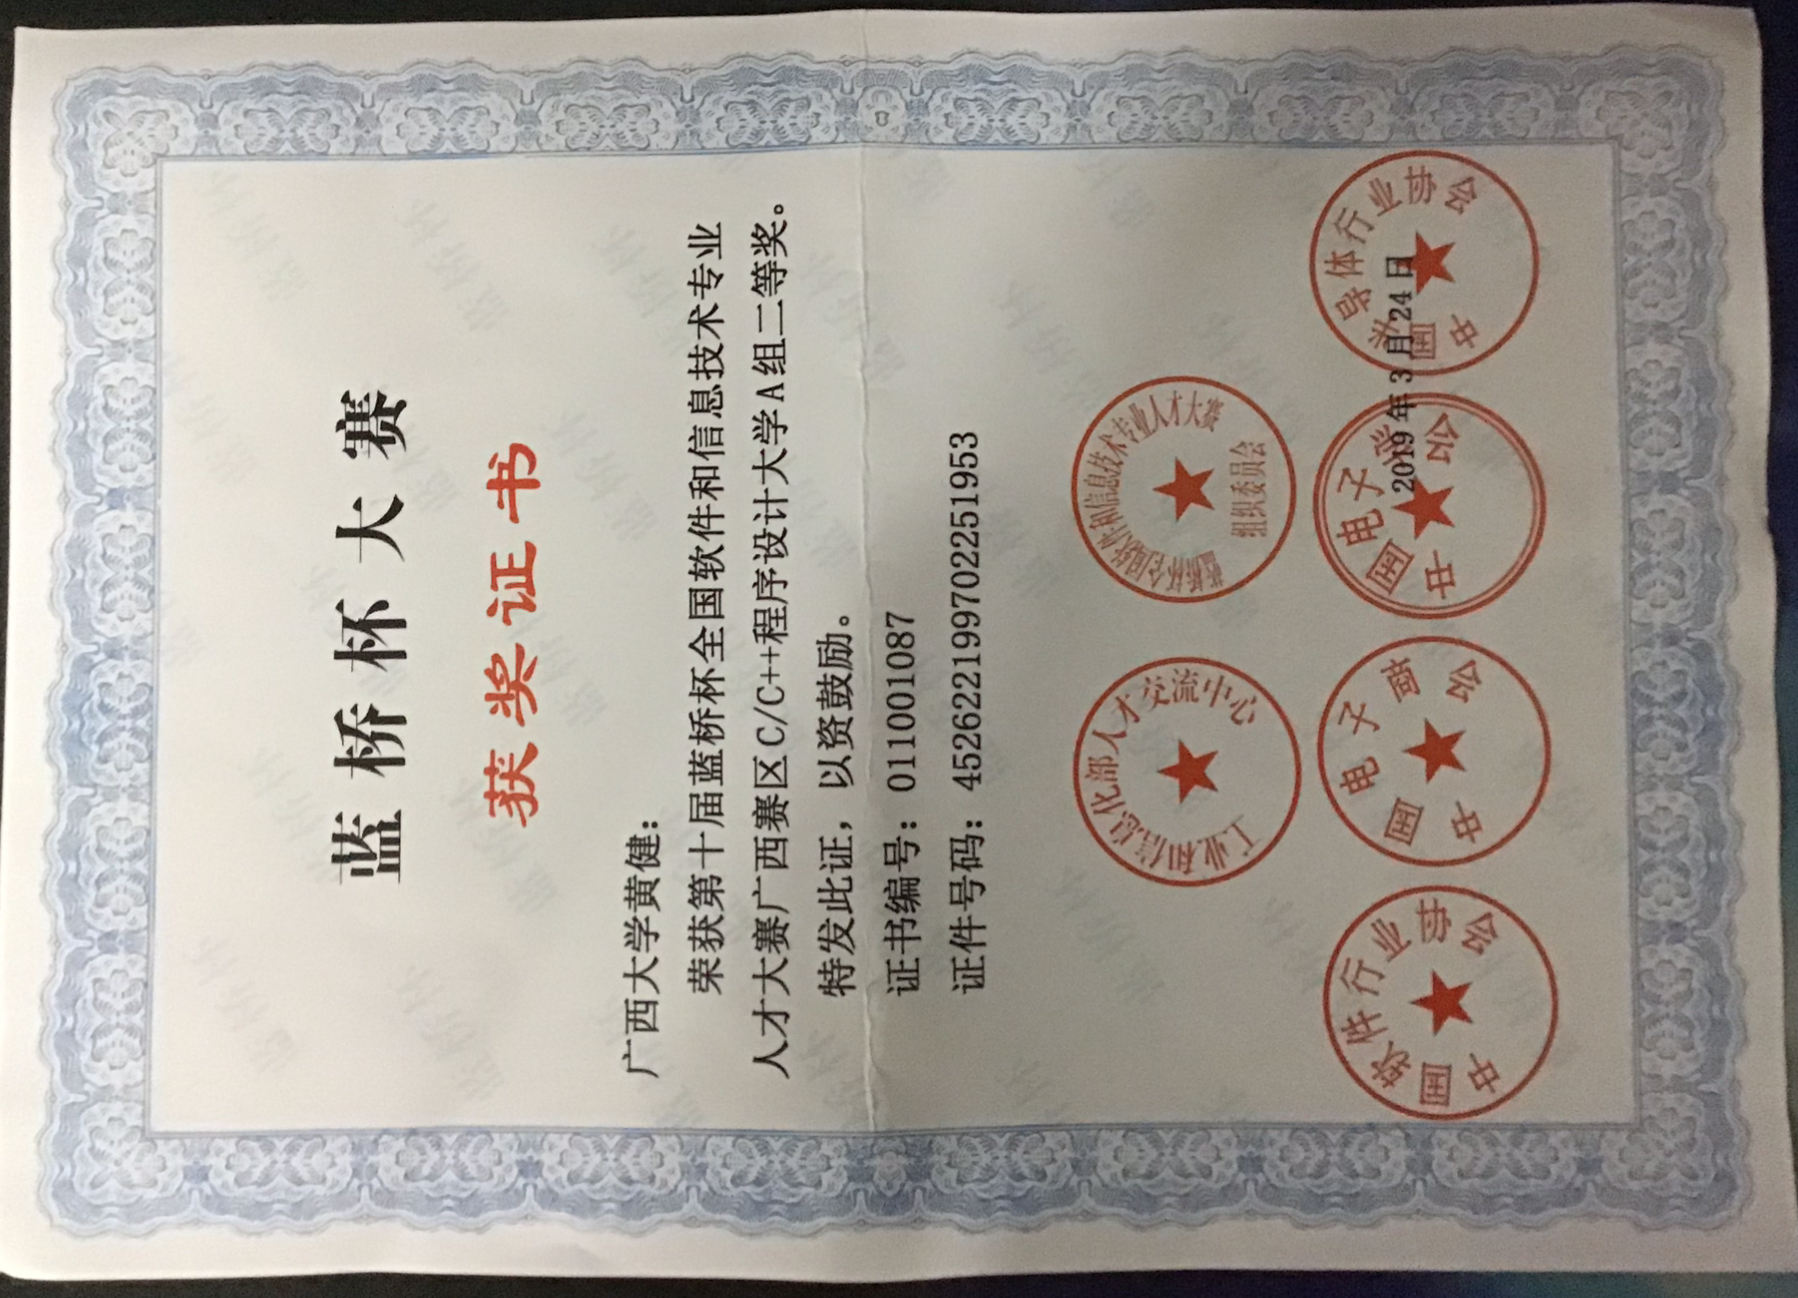 蓝桥杯大赛
获奖证书
广西大学黄健：
荣获第十届蓝桥杯全国软件和信息技术专业
人才大赛广西赛区C/C++程序设计大学A组二等奖。
特发此证，以资鼓励。
证书编号：011001087
证件号码：452622199702251953
工业和信息化部人才交流中心
蓝桥杯全国软件和信息技术专业人才大赛
组织委员会
中国软件行业协会
中国电子商会
中国电子学会
中国半导体行业协会
2019年3月24日